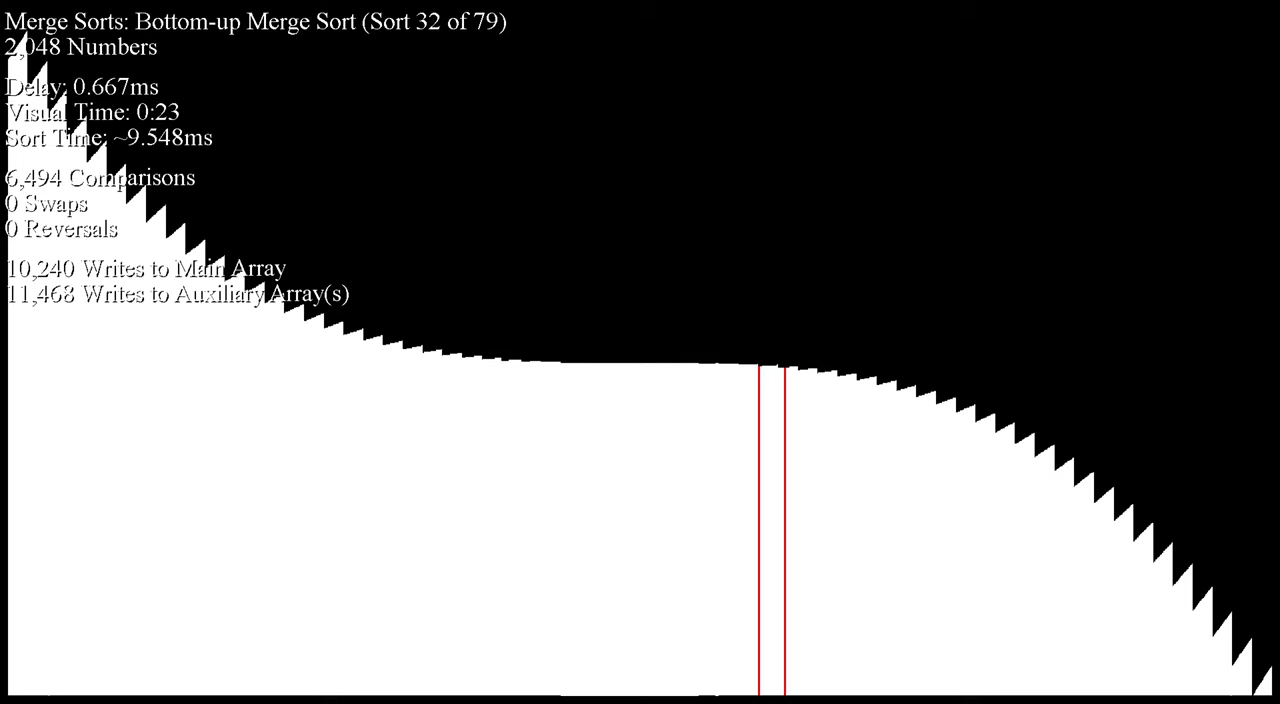 Merge Sorts: Bottom-up Merge Sort (Sort 32 of 79)
2,048 Numbers
Delay: 0.667ms
Visual Time: 0:23
Sort Time: ~9.548ms
6,494 Comparisons
0 Swaps
0 Reversals
10,240 Writes to Main Array
11,468 Writes to Auxiliary Array(s)